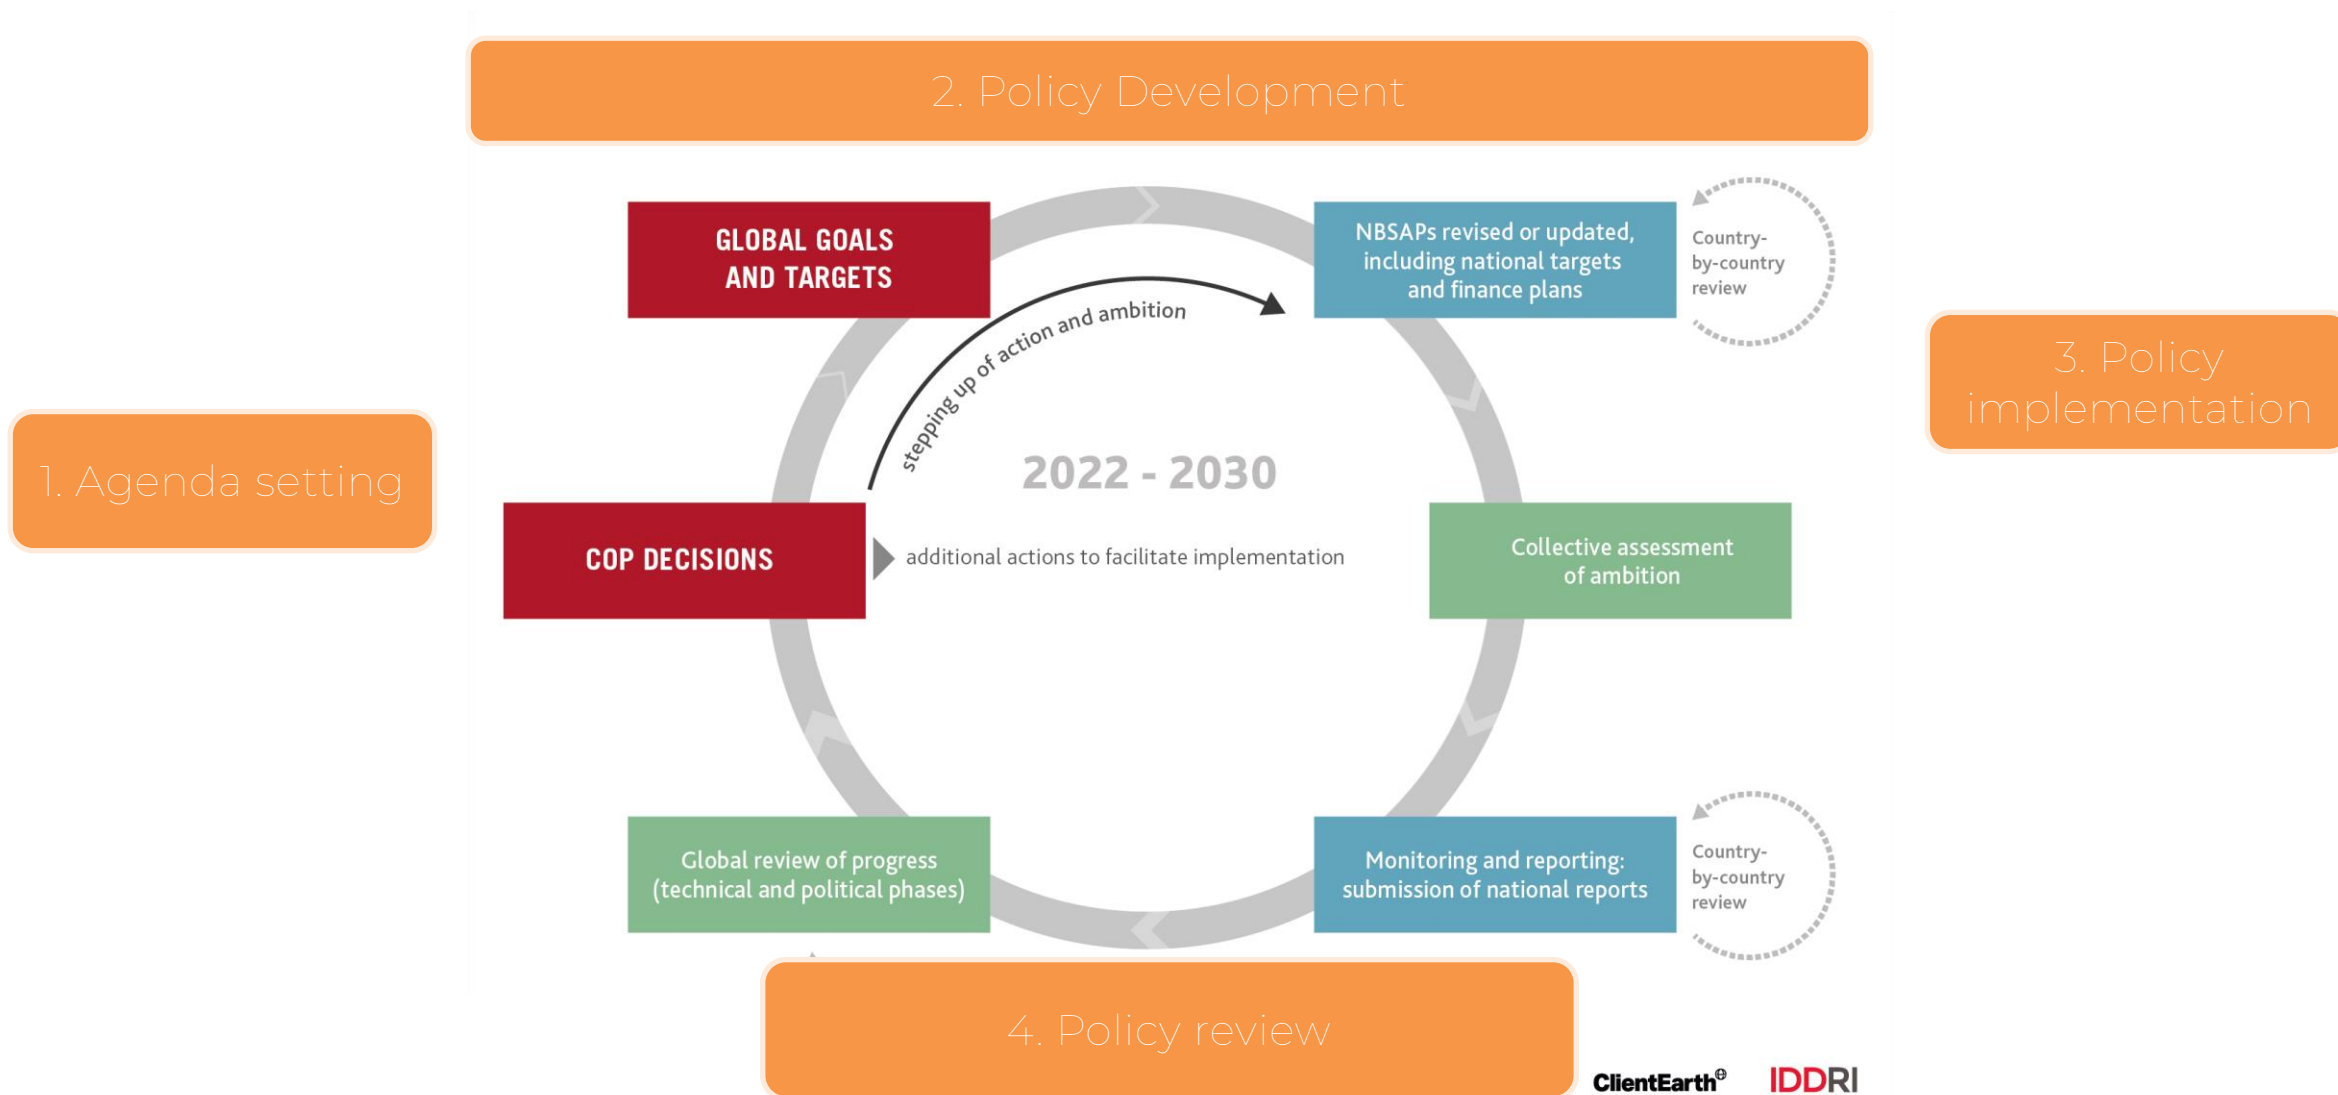 2. Policy Development
GLOBAL GOALS
AND TARGETS
NBSAPs revised or updated,
including national targets
and finance plans
Country-
by-country
review
stepping up of action and ambition
3. Policy
implementation
1. Agenda setting
2022 - 2030
COP DECISIONS
additional actions to facilitate implementation
Collective assessment
of ambition
Global review of progress
(technical and political phases)
Monitoring and reporting:
submission of national reports
Country-
by-country
review
4. Policy review
ClientEarth
IDDRI